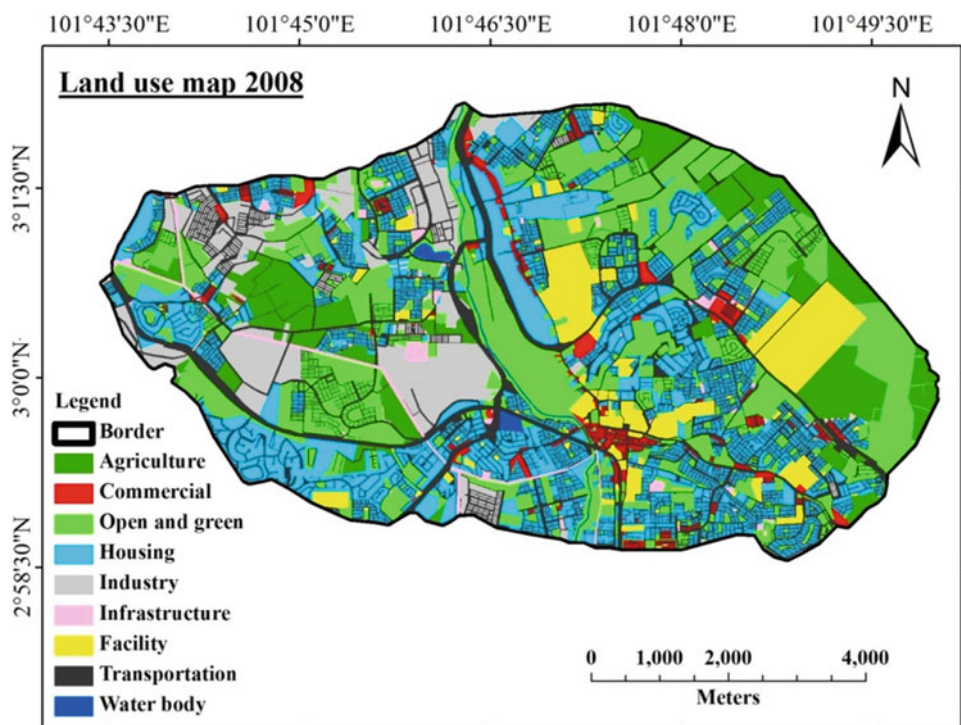 101°43'30"E 101°45'0"E 101°46'30"E 101°48'0"E 101°49'30"E
Land use map 2008
N
3°1'30"N
3°0'0"N
2°58'30"N
Legend
Border
Agriculture
Commercial
Open and green
Housing
Industry
Infrastructure
Facility
Transportation
Water body
0 1,000 2,000 4,000
Meters